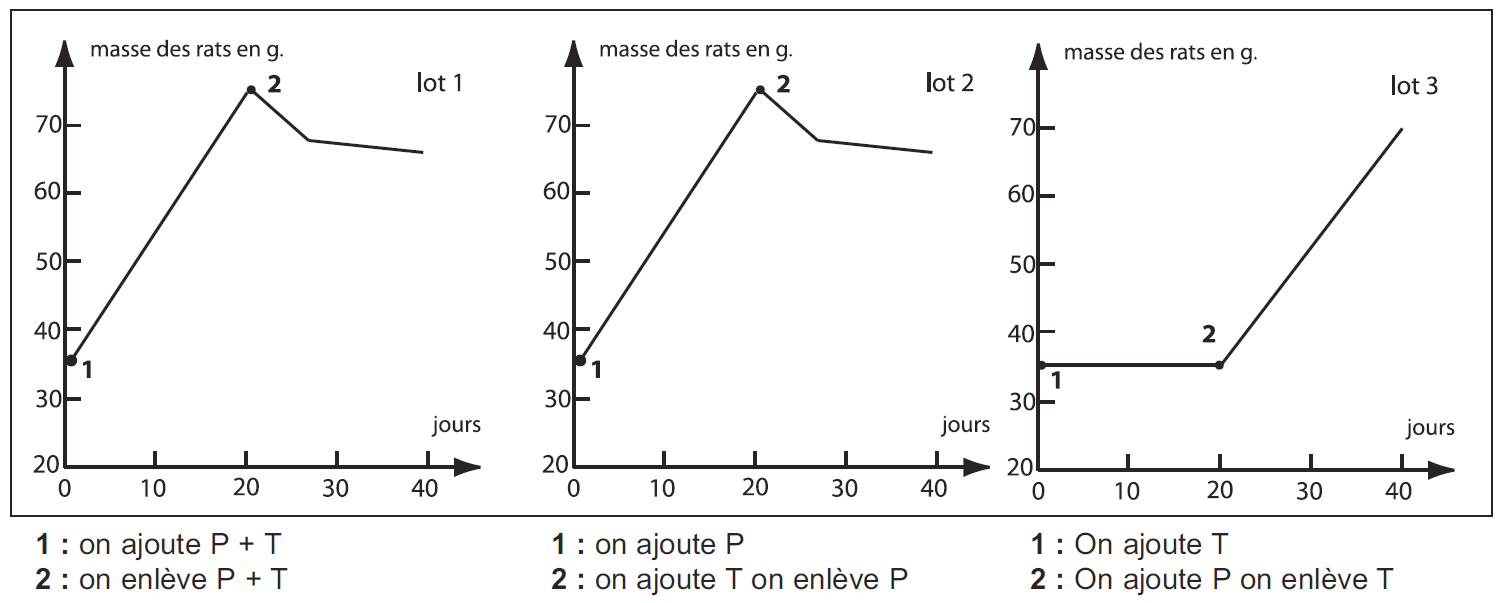 masse des rats en g.
lot 1
2
70
60
50
40
1
30
jours
20
0 10 20 30 40
masse des rats en g.
lot 2
2
70
60
50
40
1
30
jours
20
0 10 20 30 40
masse des rats en g.
lot 3
70
60
50
40
2
1
30
jours
20
0 10 20 30 40
1 : on ajoute P + T
2 : on enlève P + T
1 : on ajoute P
2 : on ajoute T on enlève P
1 : On ajoute T
2 : On ajoute P on enlève T